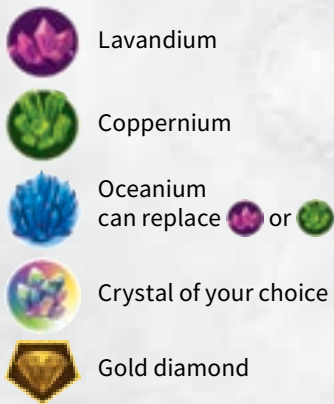 Lavandium
Coppernium
Oceanium
can replace or
Crystal of your choice
Gold diamond